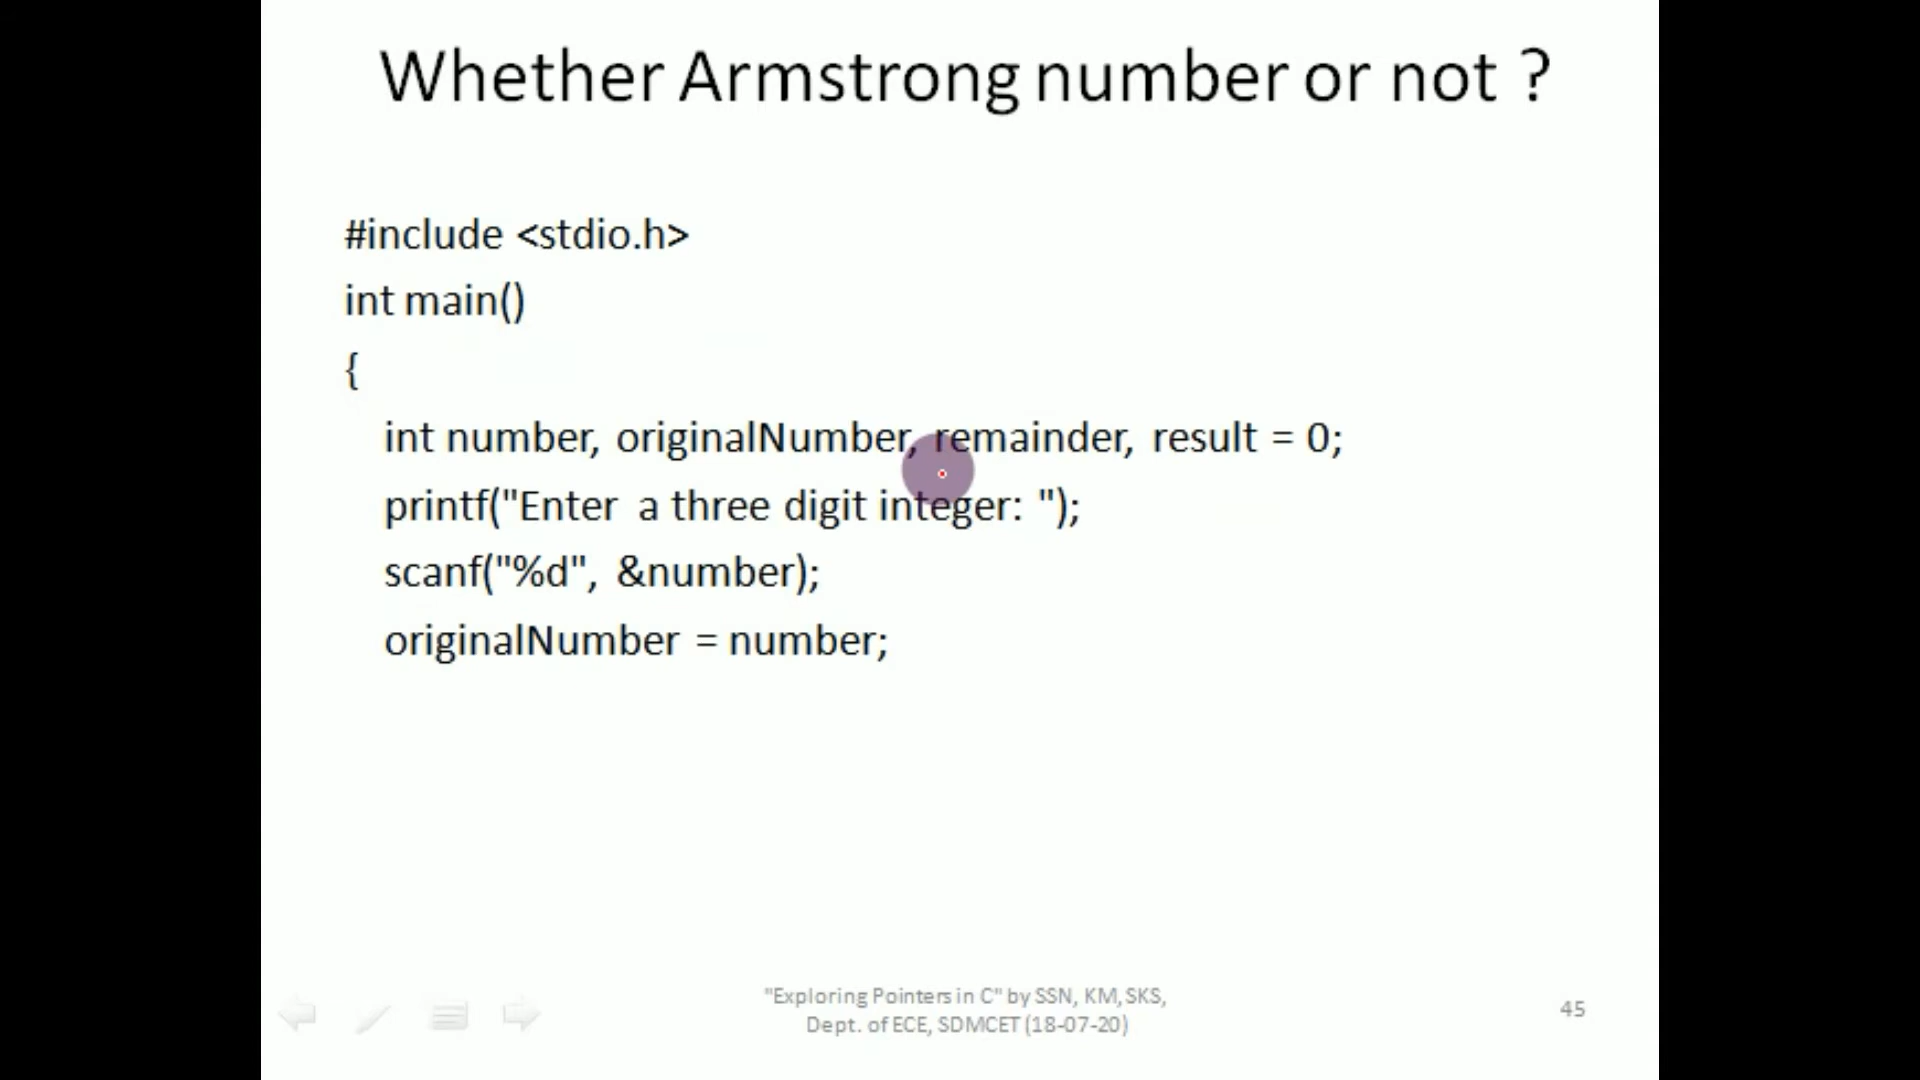 Whether Armstrong number or not ?
#include <stdio.h>
int main()
{
int number, originalNumber, remainder, result = 0;
printf("Enter a three digit integer: ");
scanf("%d", &number);
originalNumber = number;
"Exploring Pointers in C" by SSN, KM, SKS,
Dept. of ECE, SDMCET (18-07-20)
45